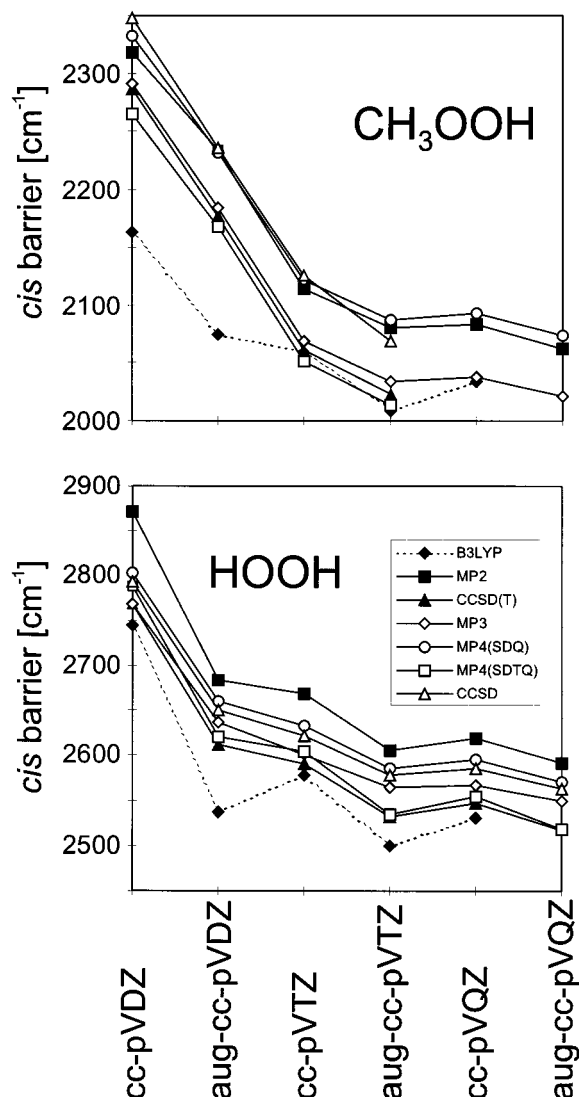 2300
2200
2100
2000
cis barrier [cm⁻¹]
CH₃OOH
2900
2800
2700
2600
2500
cis barrier [cm⁻¹]
HOOH
B3LYP
MP2
CCSD(T)
MP3
MP4(SDQ)
MP4(SDTQ)
CCSD
cc-pVDZ
aug-cc-pVDZ
cc-pVTZ
aug-cc-pVTZ
cc-pVQZ
aug-cc-pVQZ